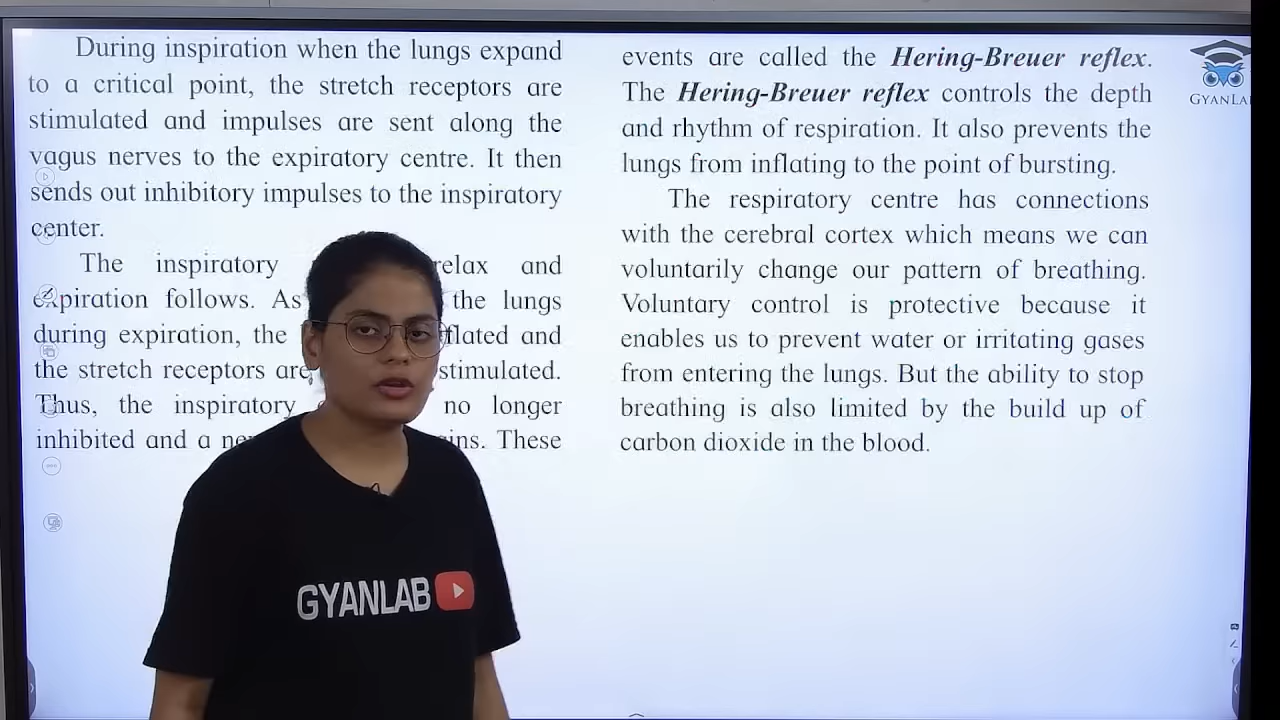 During inspiration when the lungs expand
to a critical point, the stretch receptors are
stimulated and impulses are sent along the
vagus nerves to the expiratory centre. It then
sends out inhibitory impulses to the inspiratory
center.
The inspiratory relax and
expiration follows. As the lungs
during expiration, the flated and
the stretch receptors are stimulated.
Thus, the inspiratory no longer
inhibited and a These
events are called the Hering-Breuer reflex.
The Hering-Breuer reflex controls the depth
and rhythm of respiration. It also prevents the
lungs from inflating to the point of bursting.
The respiratory centre has connections
with the cerebral cortex which means we can
voluntarily change our pattern of breathing.
Voluntary control is protective because it
enables us to prevent water or irritating gases
from entering the lungs. But the ability to stop
breathing is also limited by the build up of
carbon dioxide in the blood.
GYANLA
GYANLAB